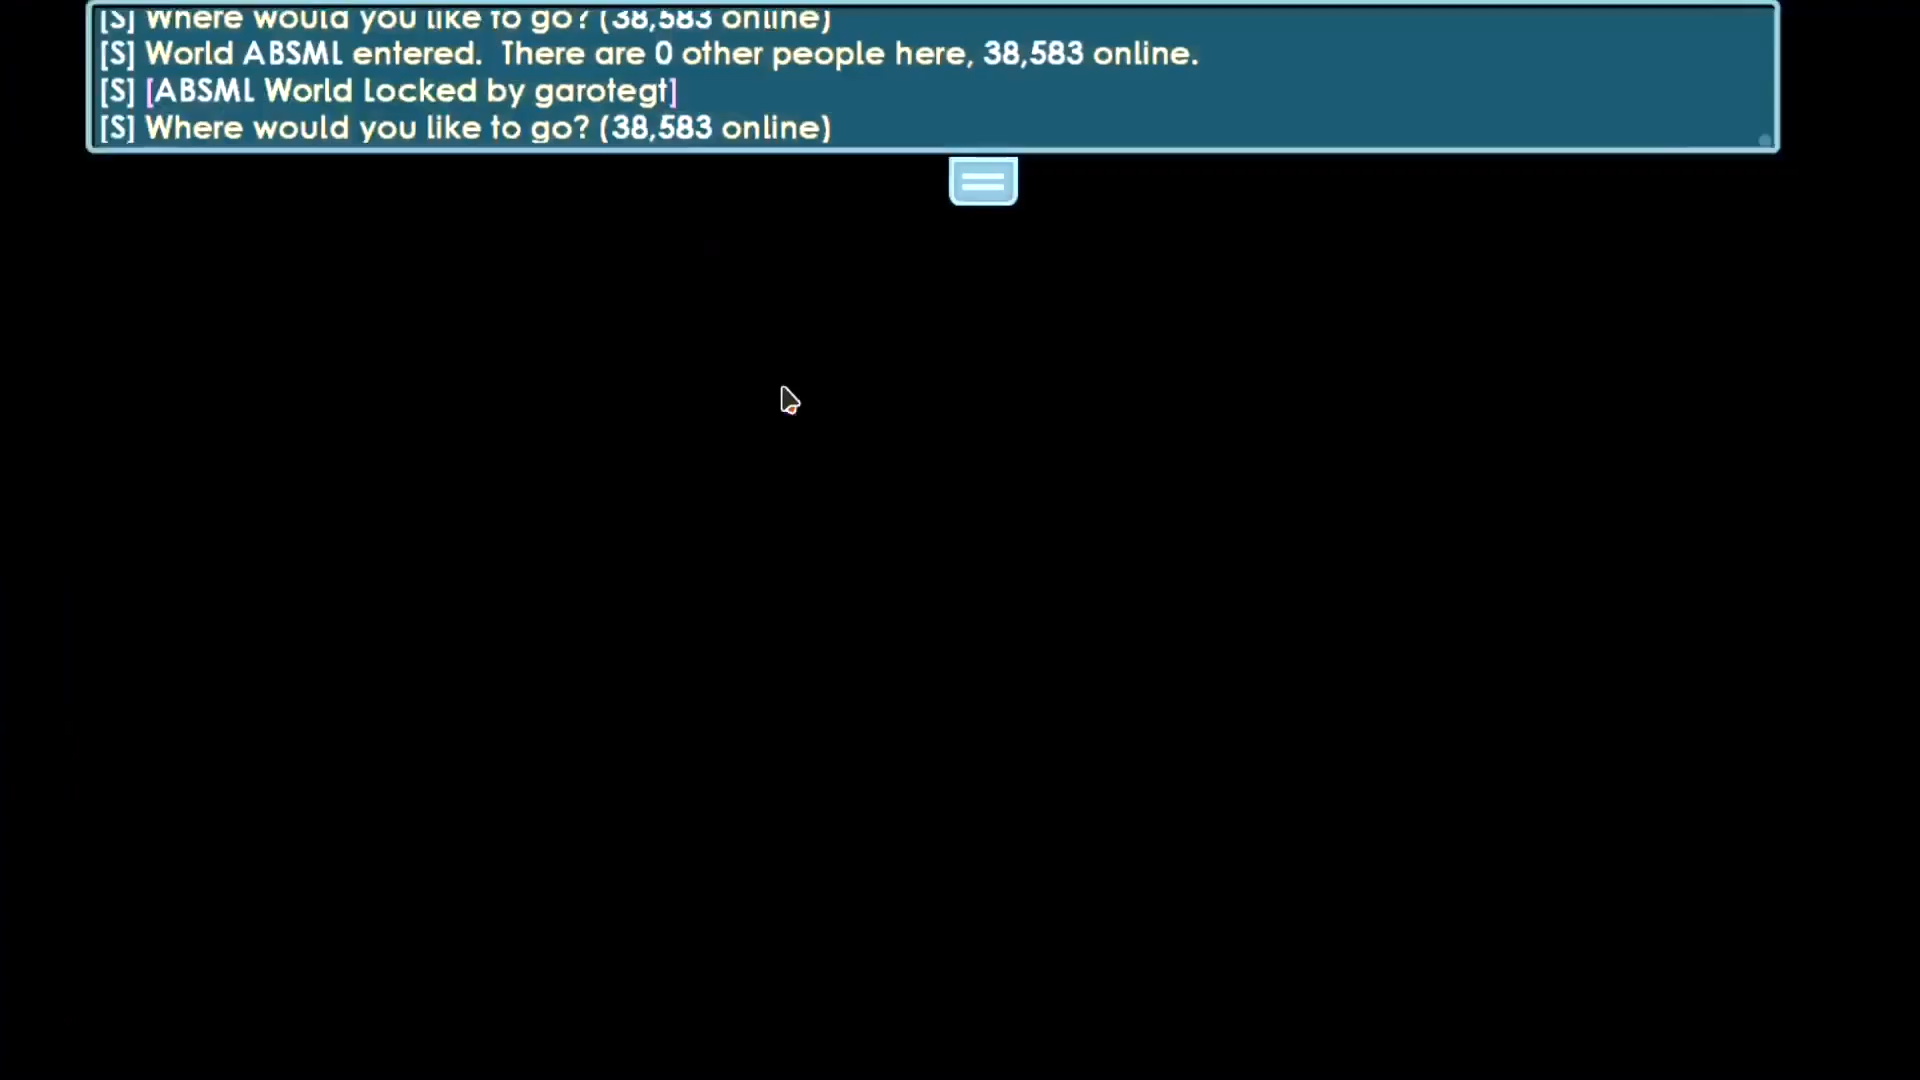 [S] Where would you like to go? (38,583 online)
[S] World ABSML entered.  There are 0 other people here, 38,583 online.
[S] [ABSML World Locked by garotegt]
[S] Where would you like to go? (38,583 online)